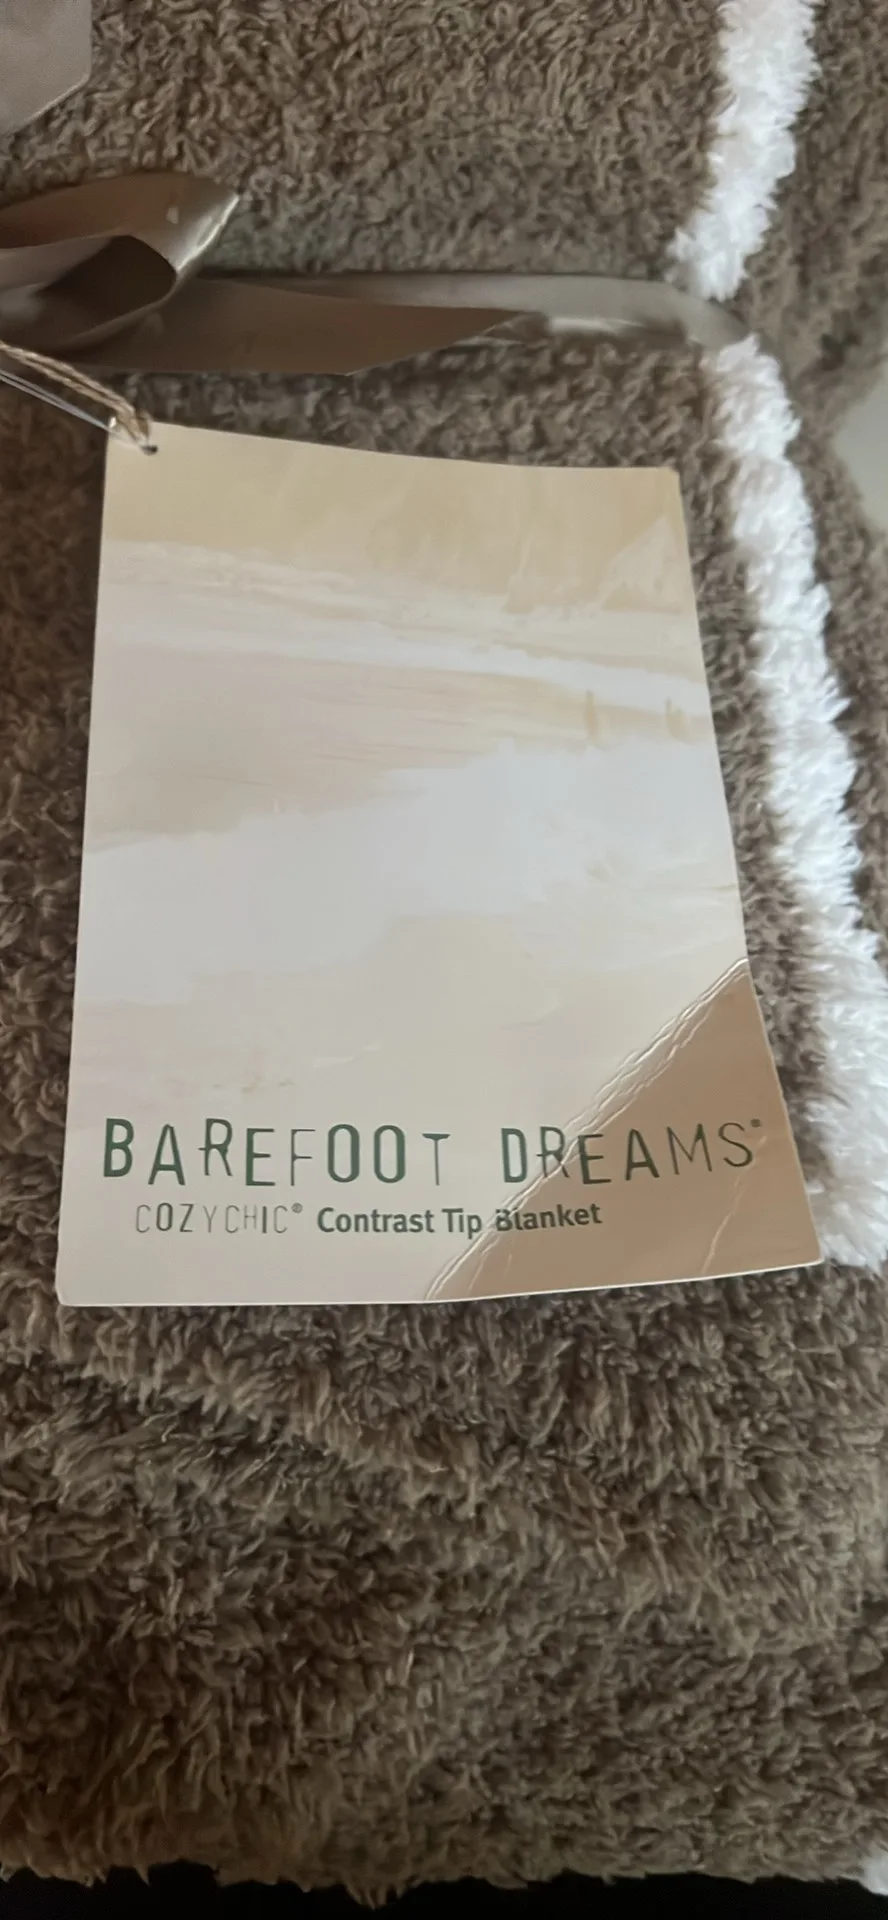 BAREFOOT DREAMS®
COZYCHIC® Contrast Tip Blanket